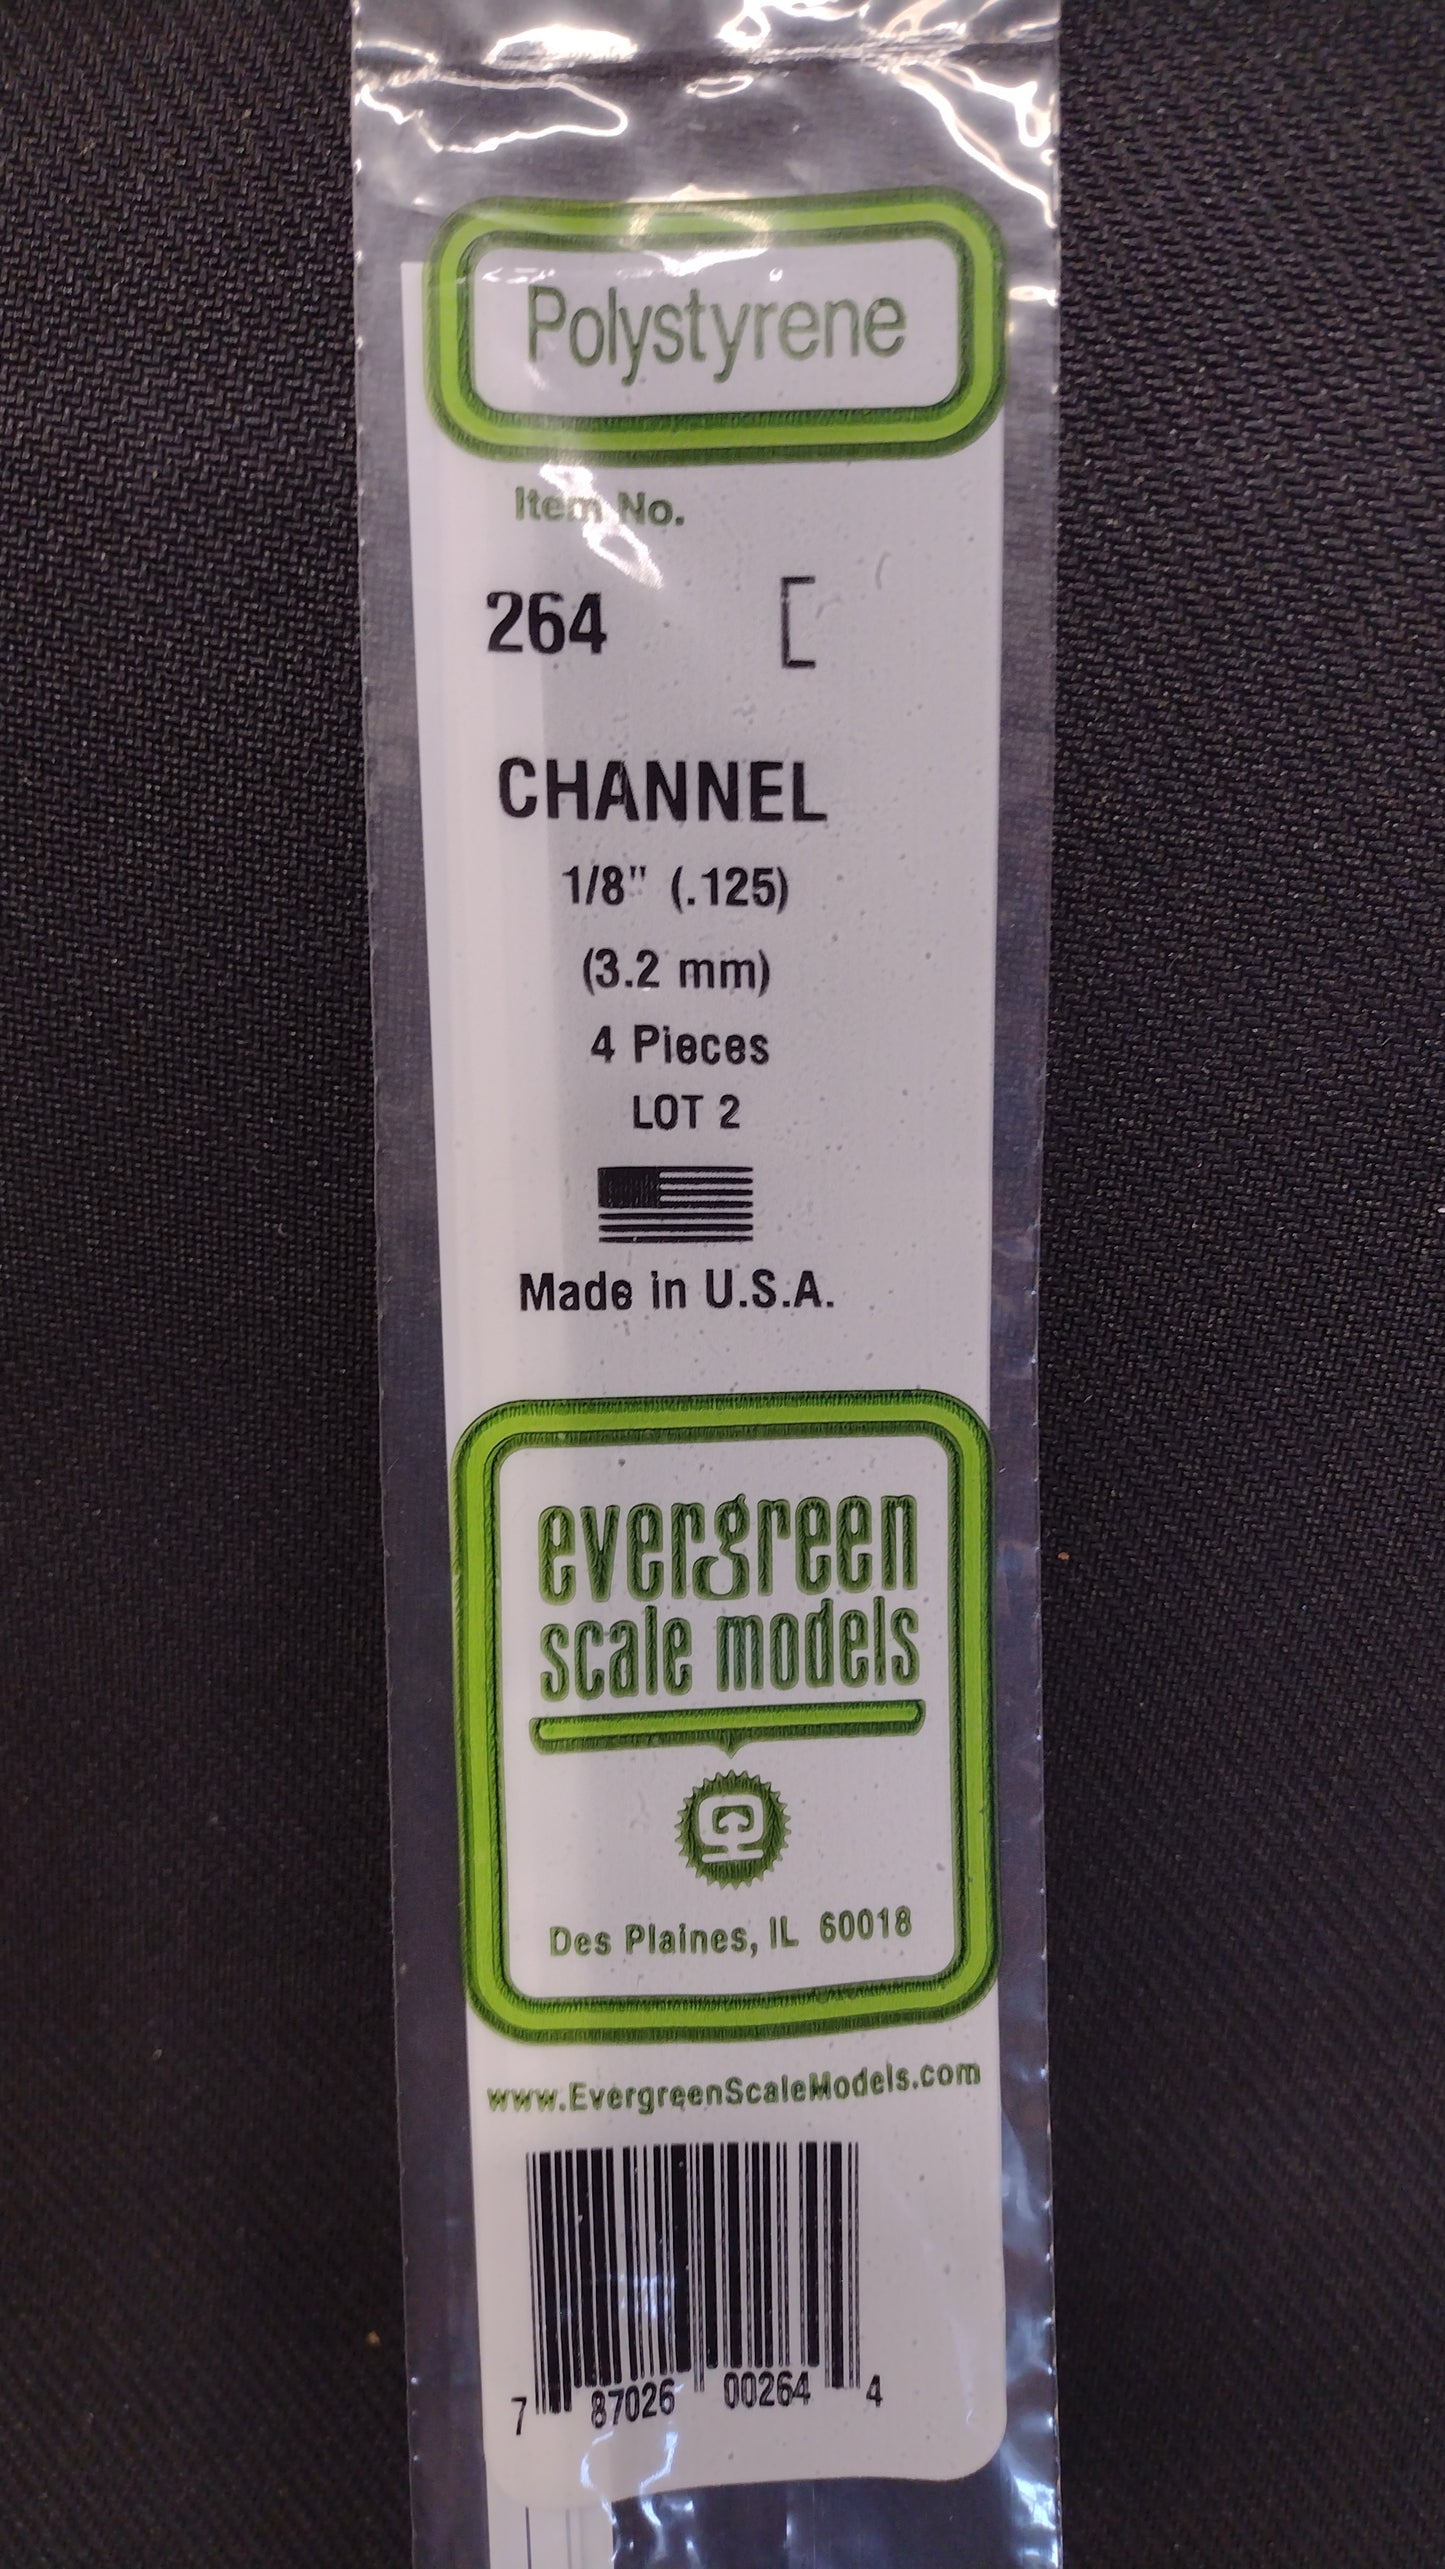 Polystyrene
Item No.
264
CHANNEL
1/8" (.125)
(3.2 mm)
4 Pieces
LOT 2
Made in U.S.A.
evergreen
scale models
Des Plaines, IL 60018
www.EvergreenScaleModels.com
7 87026 00264 4